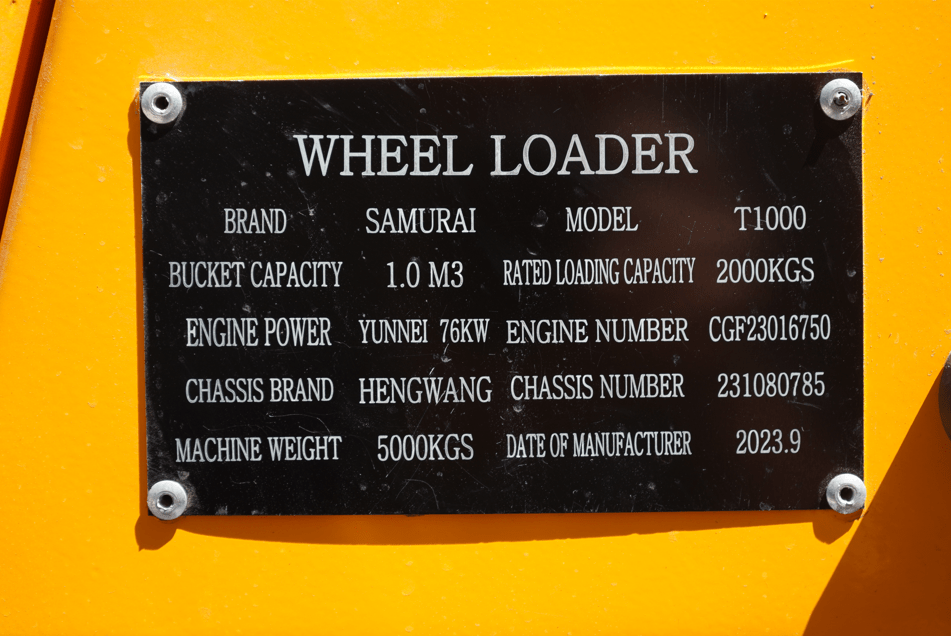 WHEEL LOADER
BRAND SAMURAI MODEL T1000
BUCKET CAPACITY 1.0 M3 RATED LOADING CAPACITY 2000KGS
ENGINE POWER YUNNEI 76KW ENGINE NUMBER CGF23016750
CHASSIS BRAND HENGWANG CHASSIS NUMBER 231080785
MACHINE WEIGHT 5000KGS DATE OF MANUFACTURER 2023.9